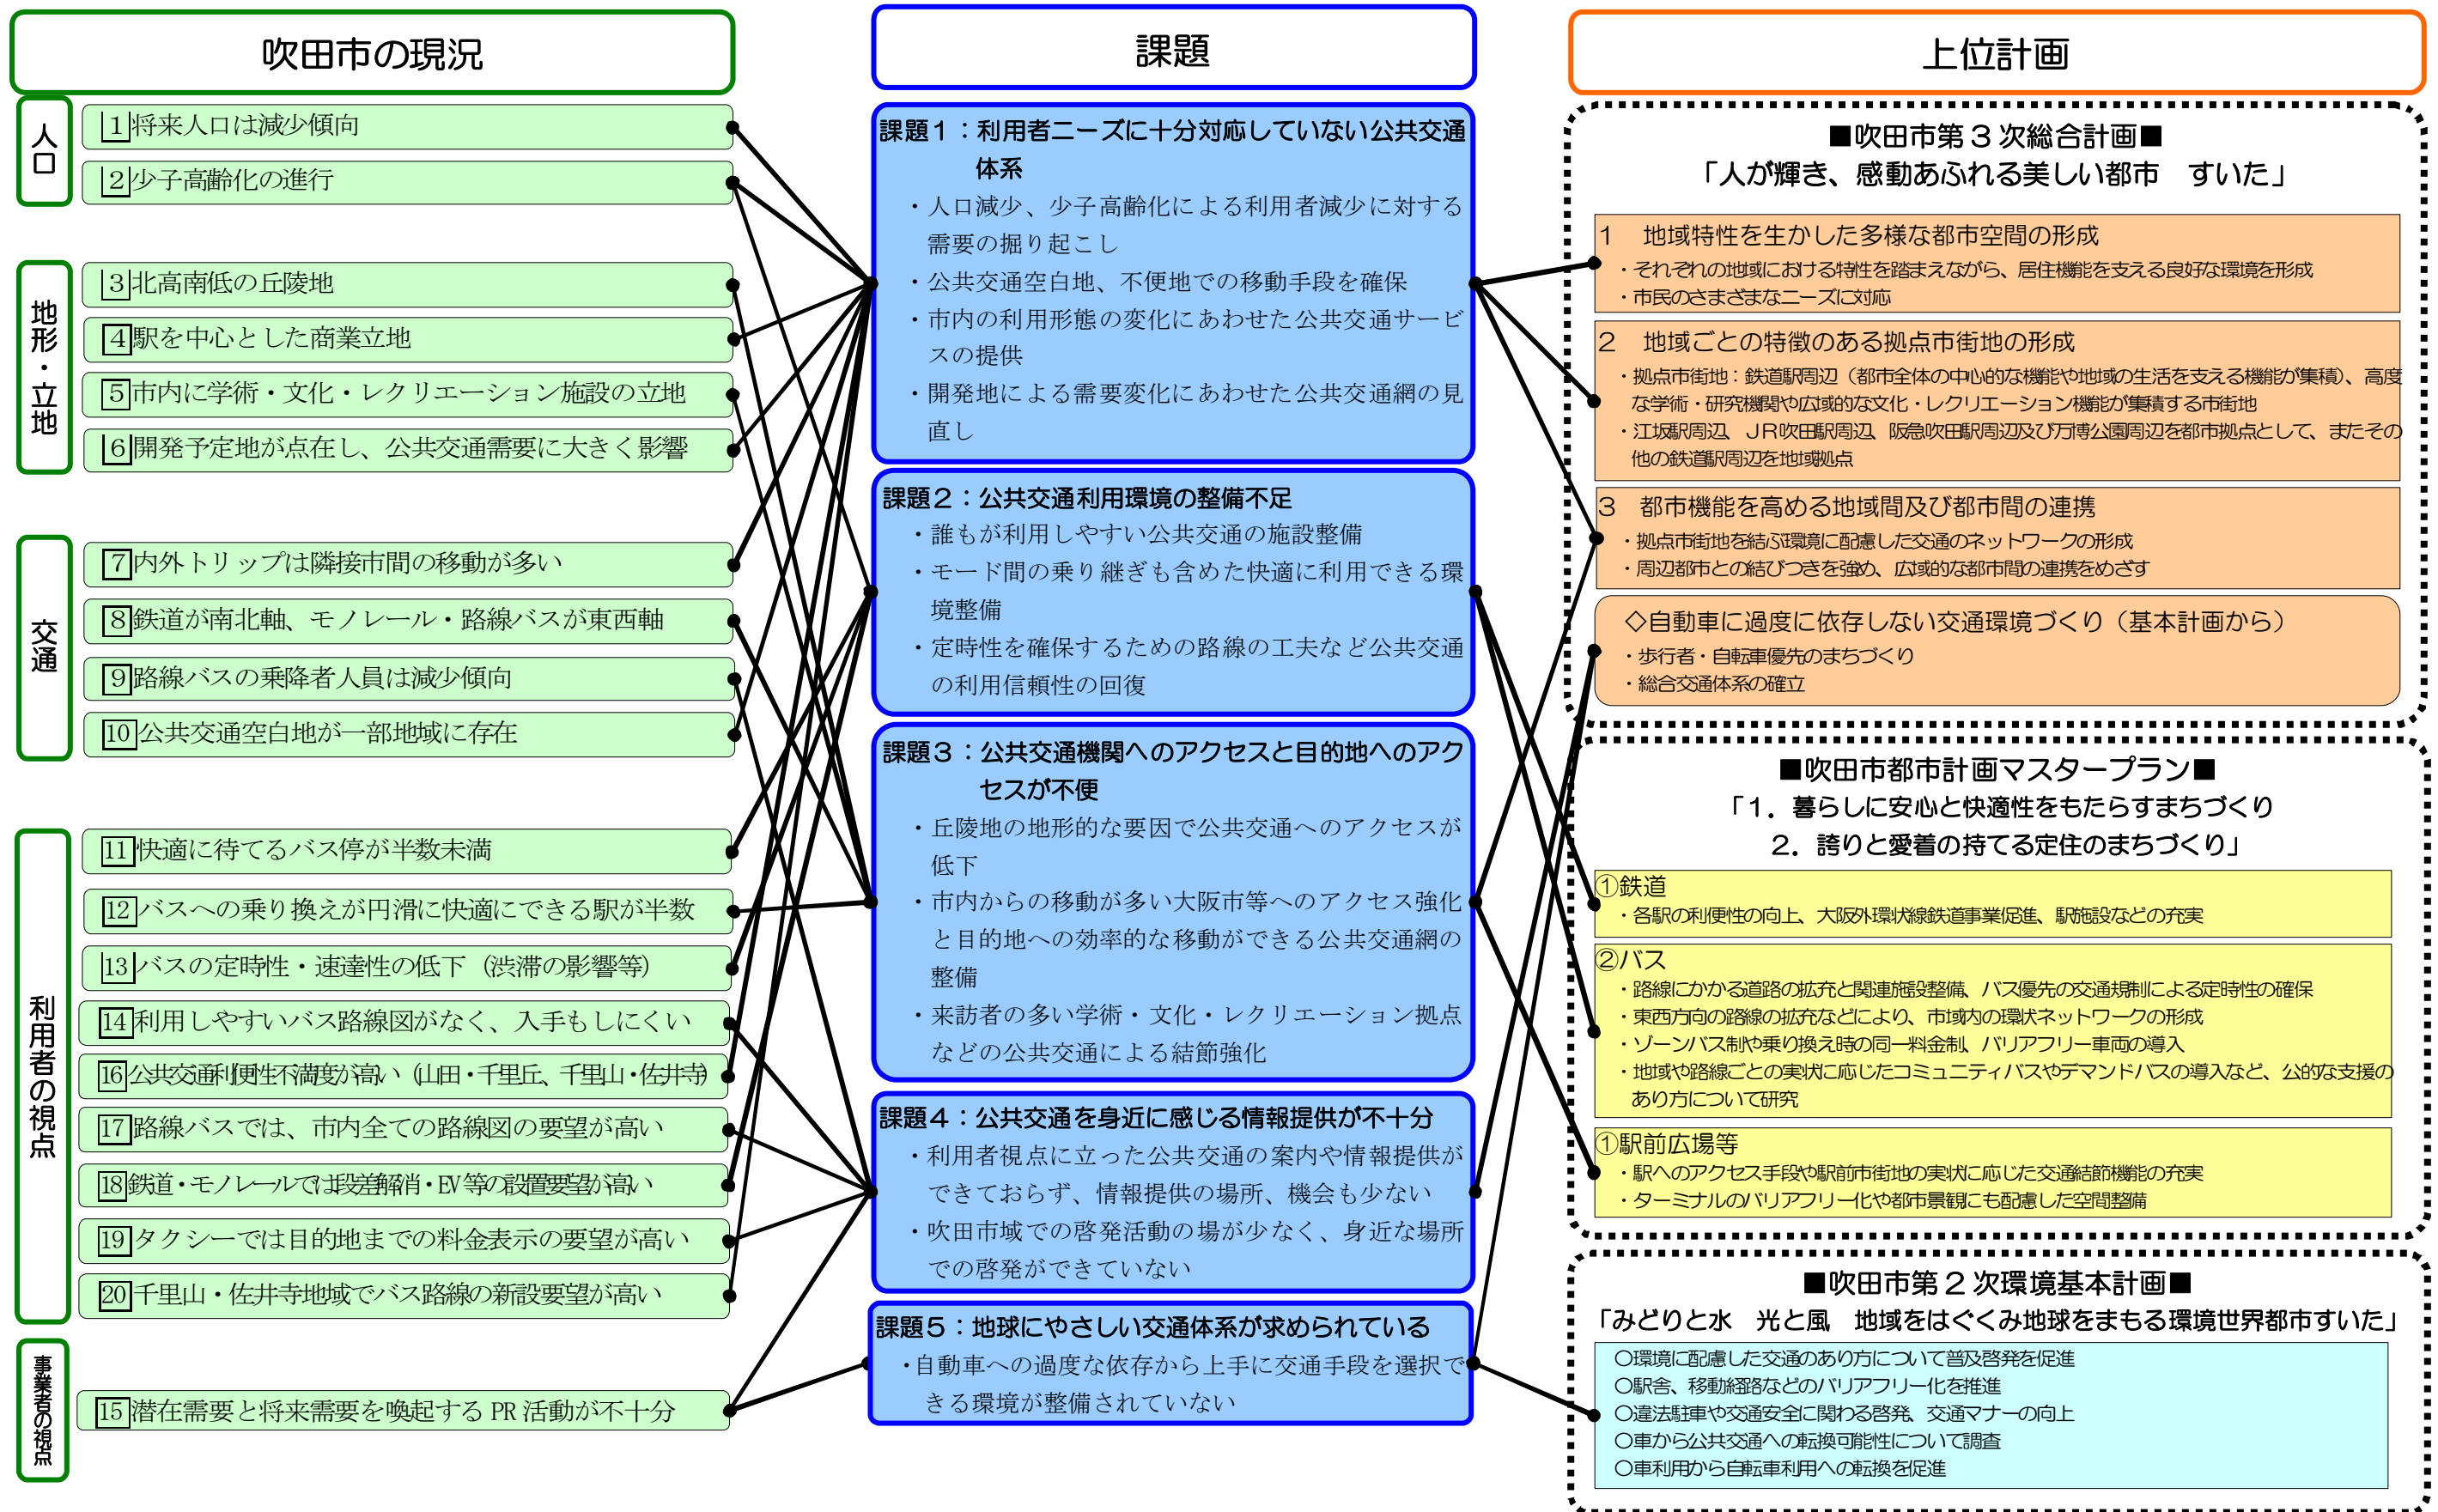 吹田市の現況
人口
1 将来人口は減少傾向
2 少子高齢化の進行
地形・立地
3 北高南低の丘陵地
4 駅を中心とした商業立地
5 市内に学術・文化・レクリエーション施設の立地
6 開発予定地が点在し、公共交通需要に大きく影響
交通
7 内外トリップは隣接市間の移動が多い
8 鉄道が南北軸、モノレール・路線バスが東西軸
9 路線バスの乗降者人員は減少傾向
10 公共交通空白地が一部地域に存在
利用者の視点
11 快適に待てるバス停が半数未満
12 バスへの乗り換えが円滑に快適にできる駅が半数
13 バスの定時性・速達性の低下（渋滞の影響等）
14 利用しやすいバス路線図がなく、入手もしにくい
16 公共交通利便性不満度が高い（山田・千里丘、千里山・佐井寺）
17 路線バスでは、市内全ての路線図の要望が高い
18 鉄道・モノレールでは段差解消・EV等の設置要望が高い
19 タクシーでは目的地までの料金表示の要望が高い
20 千里山・佐井寺地域でバス路線の新設要望が高い
事業者の視点
15 潜在需要と将来需要を喚起する PR 活動が不十分
課題
課題１：利用者ニーズに十分対応していない公共交通
体系
・人口減少、少子高齢化による利用者減少に対する
需要の掘り起こし
・公共交通空白地、不便地での移動手段を確保
・市内の利用形態の変化にあわせた公共交通サービ
スの提供
・開発地による需要変化にあわせた公共交通網の見
直し
課題２：公共交通利用環境の整備不足
・誰もが利用しやすい公共交通の施設整備
・モード間の乗り継ぎも含めた快適に利用できる環
境整備
・定時性を確保するための路線の工夫など公共交通
の利用信頼性の回復
課題３：公共交通機関へのアクセスと目的地へのアク
セスが不便
・丘陵地の地形的な要因で公共交通へのアクセスが
低下
・市内からの移動が多い大阪市等へのアクセス強化
と目的地への効率的な移動ができる公共交通網の
整備
・来訪者の多い学術・文化・レクリエーション拠点
などの公共交通による結節強化
課題４：公共交通を身近に感じる情報提供が不十分
・利用者視点に立った公共交通の案内や情報提供が
できておらず、情報提供の場所、機会も少ない
・吹田市域での啓発活動の場が少なく、身近な場所
での啓発ができていない
課題５：地球にやさしい交通体系が求められている
・自動車への過度な依存から上手に交通手段を選択で
きる環境が整備されていない
上位計画
■吹田市第３次総合計画■
「人が輝き、感動あふれる美しい都市　すいた」
１　地域特性を生かした多様な都市空間の形成
・それぞれの地域における特性を踏まえながら、居住機能を支える良好な環境を形成
・市民のさまざまなニーズに対応
２　地域ごとの特徴のある拠点市街地の形成
・拠点市街地：鉄道駅周辺（都市全体の中心的な機能や地域の生活を支える機能が集積）、高度
な学術・研究機関や広域的な文化・レクリエーション機能が集積する市街地
・江坂駅周辺、ＪＲ吹田駅周辺、阪急吹田駅周辺及び万博公園周辺を都市拠点として、またその
他の鉄道駅周辺を地域拠点
３　都市機能を高める地域間及び都市間の連携
・拠点市街地を結ぶ環境に配慮した交通のネットワークの形成
・周辺都市との結びつきを強め、広域的な都市間の連携をめざす
◇自動車に過度に依存しない交通環境づくり（基本計画から）
・歩行者・自転車優先のまちづくり
・総合交通体系の確立
■吹田市都市計画マスタープラン■
「１．暮らしに安心と快適性をもたらすまちづくり
２．誇りと愛着の持てる定住のまちづくり」
①鉄道
・各駅の利便性の向上、大阪外環状線鉄道事業促進、駅施設などの充実
②バス
・路線にかかる道路の拡充と関連施設整備、バス優先の交通規制による定時性の確保
・東西方向の路線の拡充などにより、市域内の環状ネットワークの形成
・ゾーンバス制や乗り換え時の同一料金制、バリアフリー車両の導入
・地域や路線ごとの実状に応じたコミュニティバスやデマンドバスの導入など、公的な支援の
あり方について研究
①駅前広場等
・駅へのアクセス手段や駅前市街地の実状に応じた交通結節機能の充実
・ターミナルのバリアフリー化や都市景観にも配慮した空間整備
■吹田市第２次環境基本計画■
「みどりと水　光と風　地域をはぐくみ地球をまもる環境世界都市すいた」
○環境に配慮した交通のあり方について普及啓発を促進
○駅舎、移動経路などのバリアフリー化を推進
○違法駐車や交通安全に関わる啓発、交通マナーの向上
○車から公共交通への転換可能性について調査
○車利用から自転車利用への転換を促進